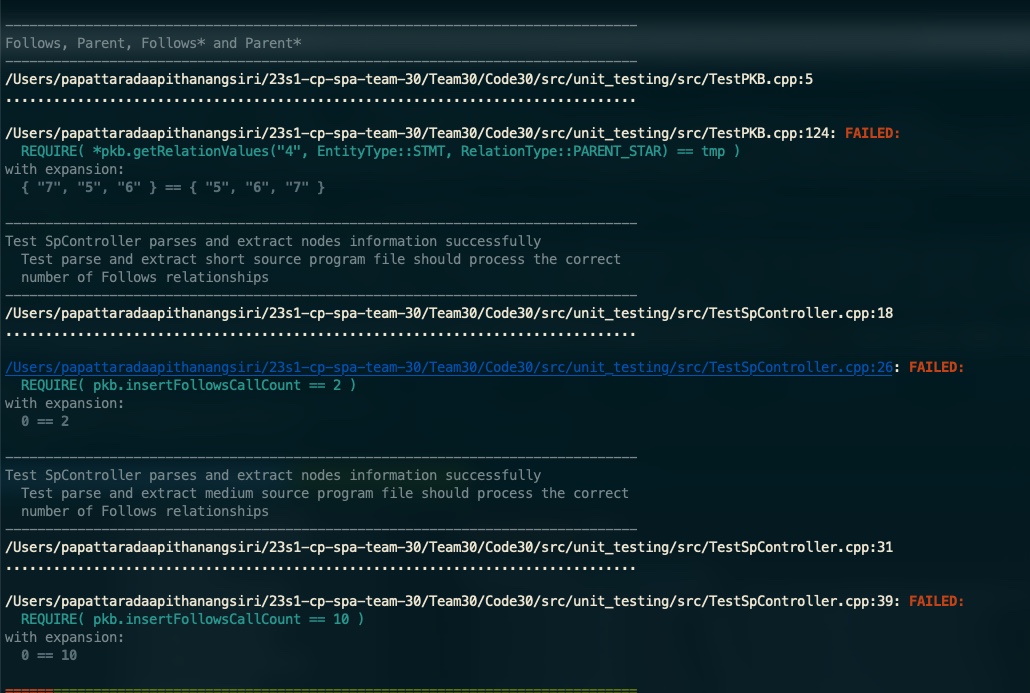 Follows, Parent, Follows* and Parent*
/Users/papattaradaapithanangsiri/23s1-cp-spa-team-30/Team30/Code30/src/unit_testing/src/TestPKB.cpp:5
...............................................................................
/Users/papattaradaapithanangsiri/23s1-cp-spa-team-30/Team30/Code30/src/unit_testing/src/TestPKB.cpp:124: FAILED:
REQUIRE( *pkb.getRelationValues("4", EntityType::STMT, RelationType::PARENT_STAR) == tmp )
with expansion:
{ "7", "5", "6" } == { "5", "6", "7" }
Test SpController parses and extract nodes information successfully
Test parse and extract short source program file should process the correct
number of Follows relationships
/Users/papattaradaapithanangsiri/23s1-cp-spa-team-30/Team30/Code30/src/unit_testing/src/TestSpController.cpp:18
...............................................................................
/Users/papattaradaapithanangsiri/23s1-cp-spa-team-30/Team30/Code30/src/unit_testing/src/TestSpController.cpp:26: FAILED:
REQUIRE( pkb.insertFollowsCallCount == 2 )
with expansion:
0 == 2
Test SpController parses and extract nodes information successfully
Test parse and extract medium source program file should process the correct
number of Follows relationships
/Users/papattaradaapithanangsiri/23s1-cp-spa-team-30/Team30/Code30/src/unit_testing/src/TestSpController.cpp:31
...............................................................................
/Users/papattaradaapithanangsiri/23s1-cp-spa-team-30/Team30/Code30/src/unit_testing/src/TestSpController.cpp:39: FAILED:
REQUIRE( pkb.insertFollowsCallCount == 10 )
with expansion:
0 == 10